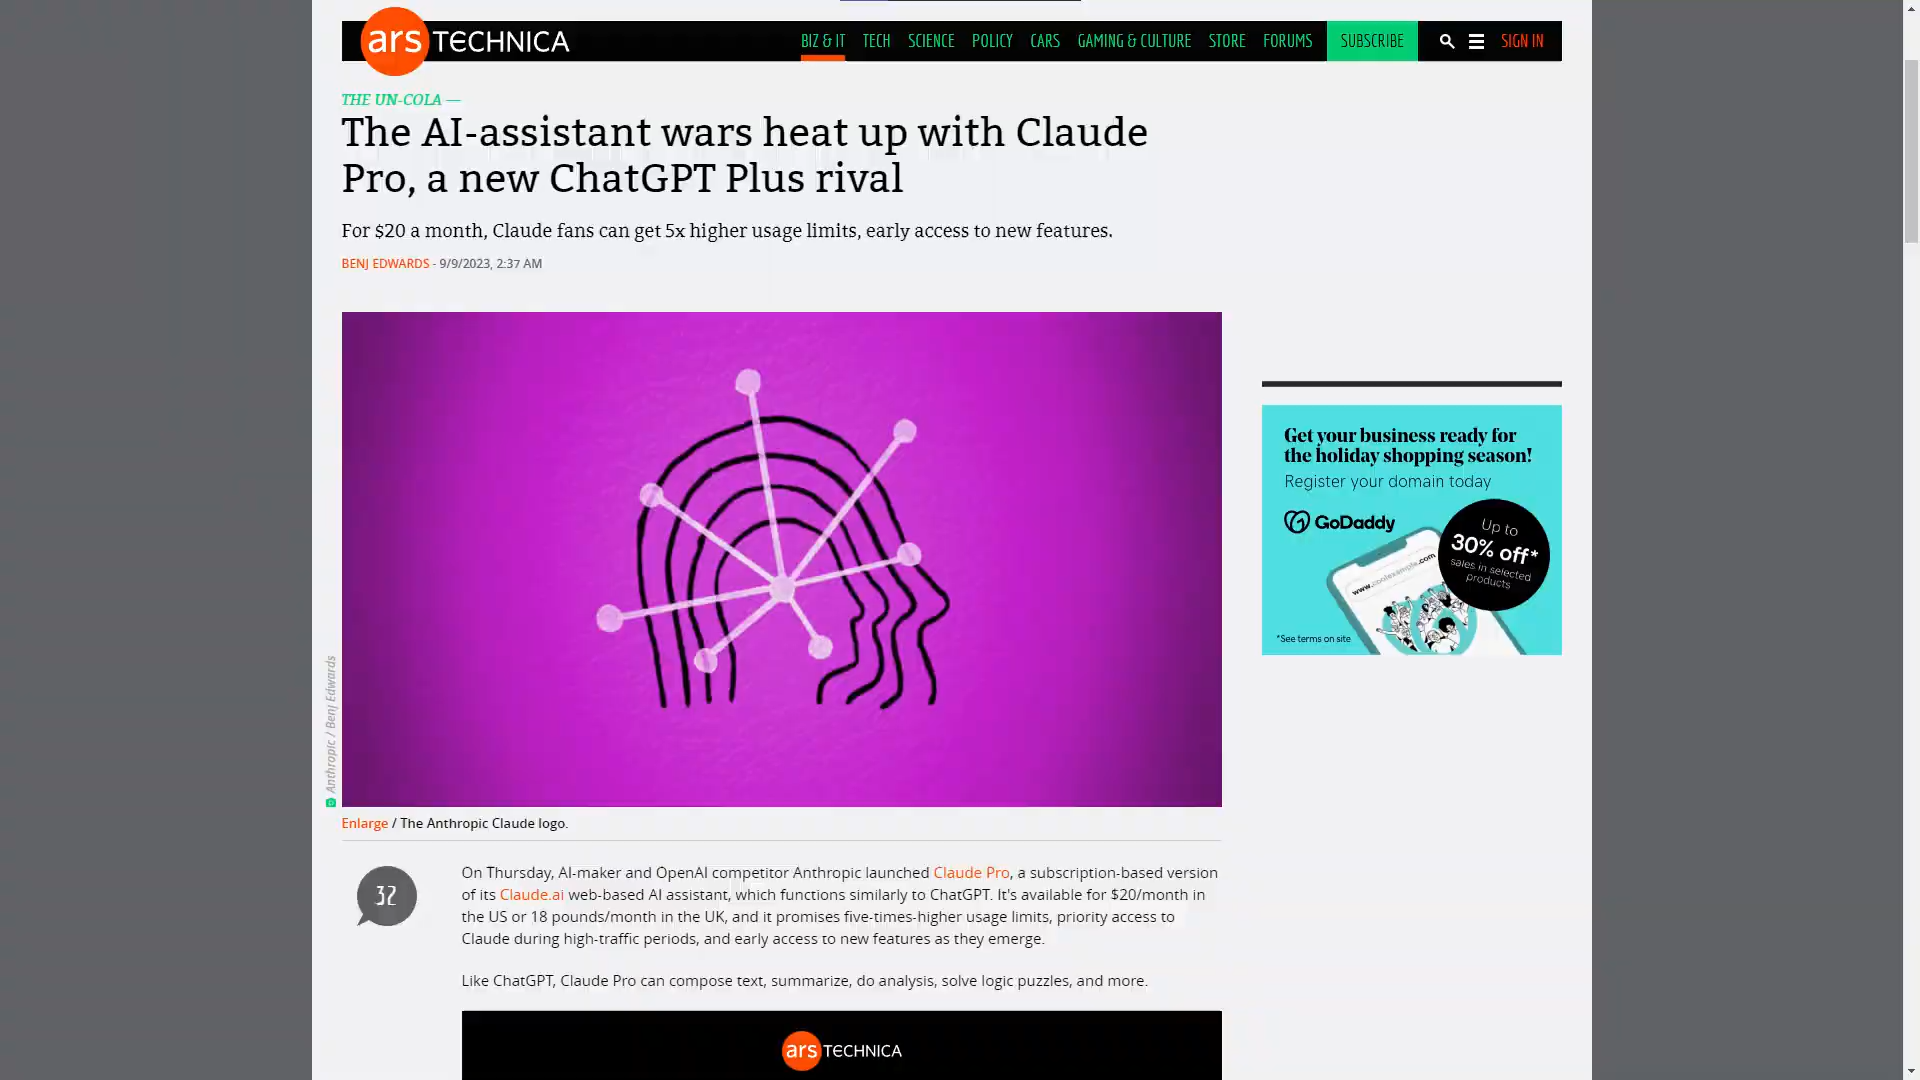 ars TECHNICA
BIZ & IT TECH SCIENCE POLICY CARS GAMING & CULTURE STORE FORUMS SUBSCRIBE SIGN IN
THE UN-COLA —
The AI-assistant wars heat up with Claude
Pro, a new ChatGPT Plus rival
For $20 a month, Claude fans can get 5x higher usage limits, early access to new features.
BENJ EDWARDS - 9/9/2023, 2:37 AM
Anthropic / Benj Edwards
Enlarge / The Anthropic Claude logo.
32
On Thursday, AI-maker and OpenAI competitor Anthropic launched Claude Pro, a subscription-based version
of its Claude.ai web-based AI assistant, which functions similarly to ChatGPT. It's available for $20/month in
the US or 18 pounds/month in the UK, and it promises five-times-higher usage limits, priority access to
Claude during high-traffic periods, and early access to new features as they emerge.
Like ChatGPT, Claude Pro can compose text, summarize, do analysis, solve logic puzzles, and more.
ars TECHNICA
Get your business ready for
the holiday shopping season!
Register your domain today
GoDaddy
Up to
30% off*
sales in selected
products
www.coolexample.com
*See terms on site